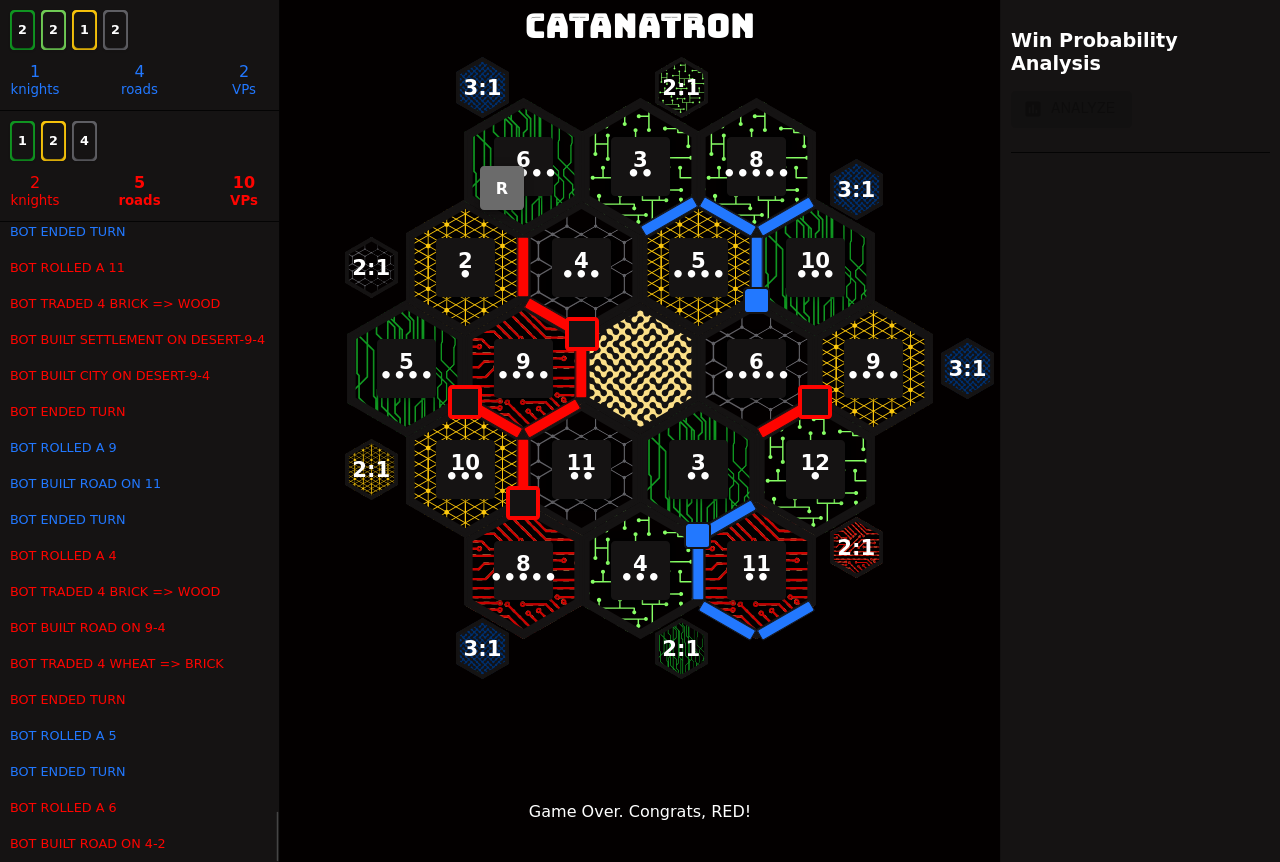 CATANATRON
2 2 1 2
1 4 2
knights roads VPs
1 2 4
2 5 10
knights roads VPs
BOT ENDED TURN
BOT ROLLED A 11
BOT TRADED 4 BRICK => WOOD
BOT BUILT SETTLEMENT ON DESERT-9-4
BOT BUILT CITY ON DESERT-9-4
BOT ENDED TURN
BOT ROLLED A 9
BOT BUILT ROAD ON 11
BOT ENDED TURN
BOT ROLLED A 4
BOT TRADED 4 BRICK => WOOD
BOT BUILT ROAD ON 9-4
BOT TRADED 4 WHEAT => BRICK
BOT ENDED TURN
BOT ROLLED A 5
BOT ENDED TURN
BOT ROLLED A 6
BOT BUILT ROAD ON 4-2
3:1 2:1
6 3 8
R 3:1
2:1 2 4 5 10
5 9 6 9 3:1
2:1 10 11 3 12
8 4 11 2:1
3:1 2:1
Game Over. Congrats, RED!
Win Probability
Analysis
ANALYZE